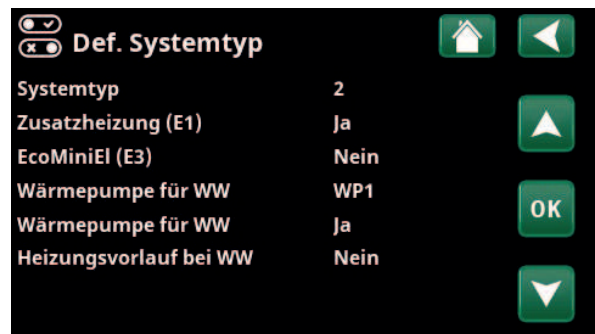 Def. Systemtyp
Systemtyp 2
Zusatzheizung (E1) Ja
EcoMiniEl (E3) Nein
Wärmepumpe für WW WP1
Wärmepumpe für WW Ja
OK
Heizungsvorlauf bei WW Nein